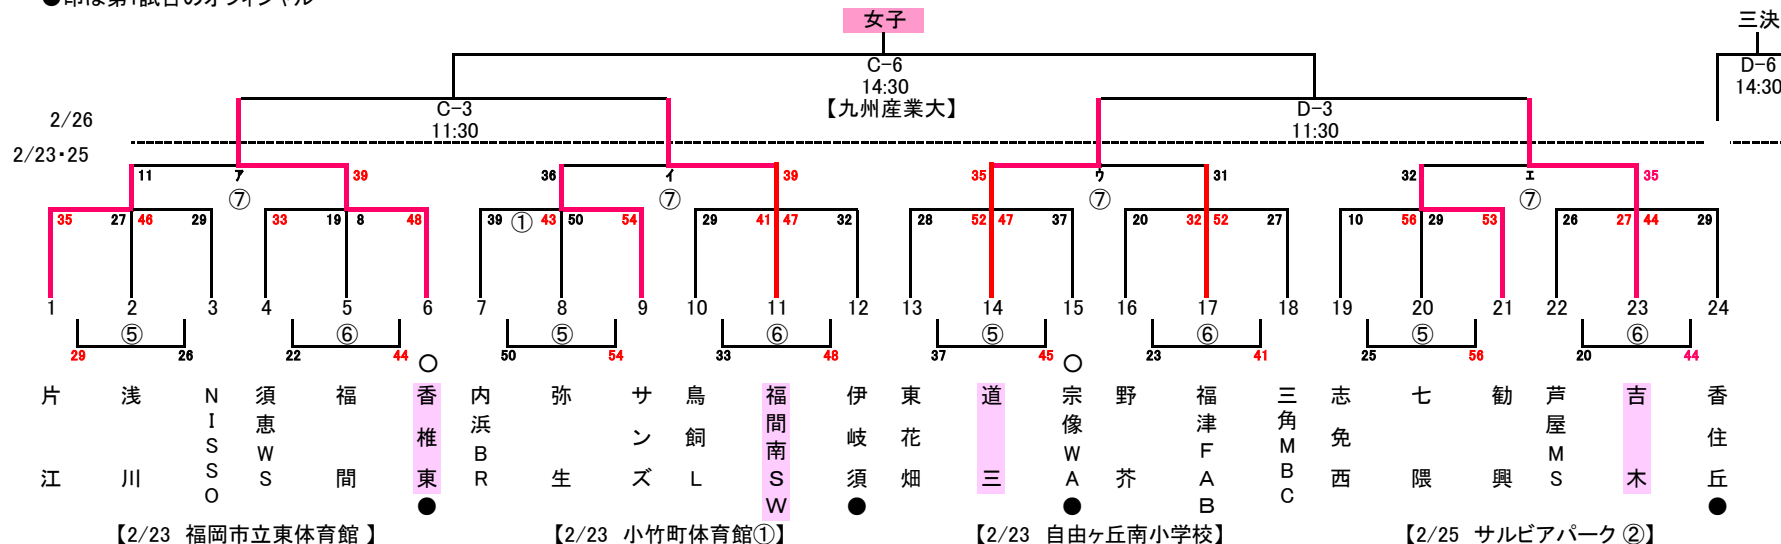 ●印は第1試合のオフィシャル
女子
三決
C-6
14:30
【九州産業大】
D-6
14:30
C-3
11:30
D-3
11:30
2/26
2/23・25
11 ア 39 36 イ 39 35 ウ 31 32 エ 35
⑦ ⑦ ⑦ ⑦
35 27 46 29 33 19 8 48 39 ① 43 50 54 29 41 47 32 28 52 47 37 20 32 52 27 10 56 29 53 26 27 44 29
1 2 3 4 5 6 7 8 9 10 11 12 13 14 15 16 17 18 19 20 21 22 23 24
⑤ ⑥ ⑤ ⑥ ⑤ ⑥ ⑤ ⑥
29 26 22 44 50 54 33 48 37 45 23 41 25 56 20 44
○ ○
片江
浅川
NISSO
須恵WS
福間
香椎東
内浜BR
弥生
サンズ
鳥飼L
福間南SW
伊岐須
東花畑
道三
宗像WA
野芥
福津FAB
三角MBC
志免西
七隈
勧興
芦屋MS
吉木
香住丘
● ● ● ●
【2/23 福岡市立東体育館 】
【2/23 小竹町体育館①】
【2/23 自由ヶ丘南小学校】
【2/25 サルビアパーク ②】